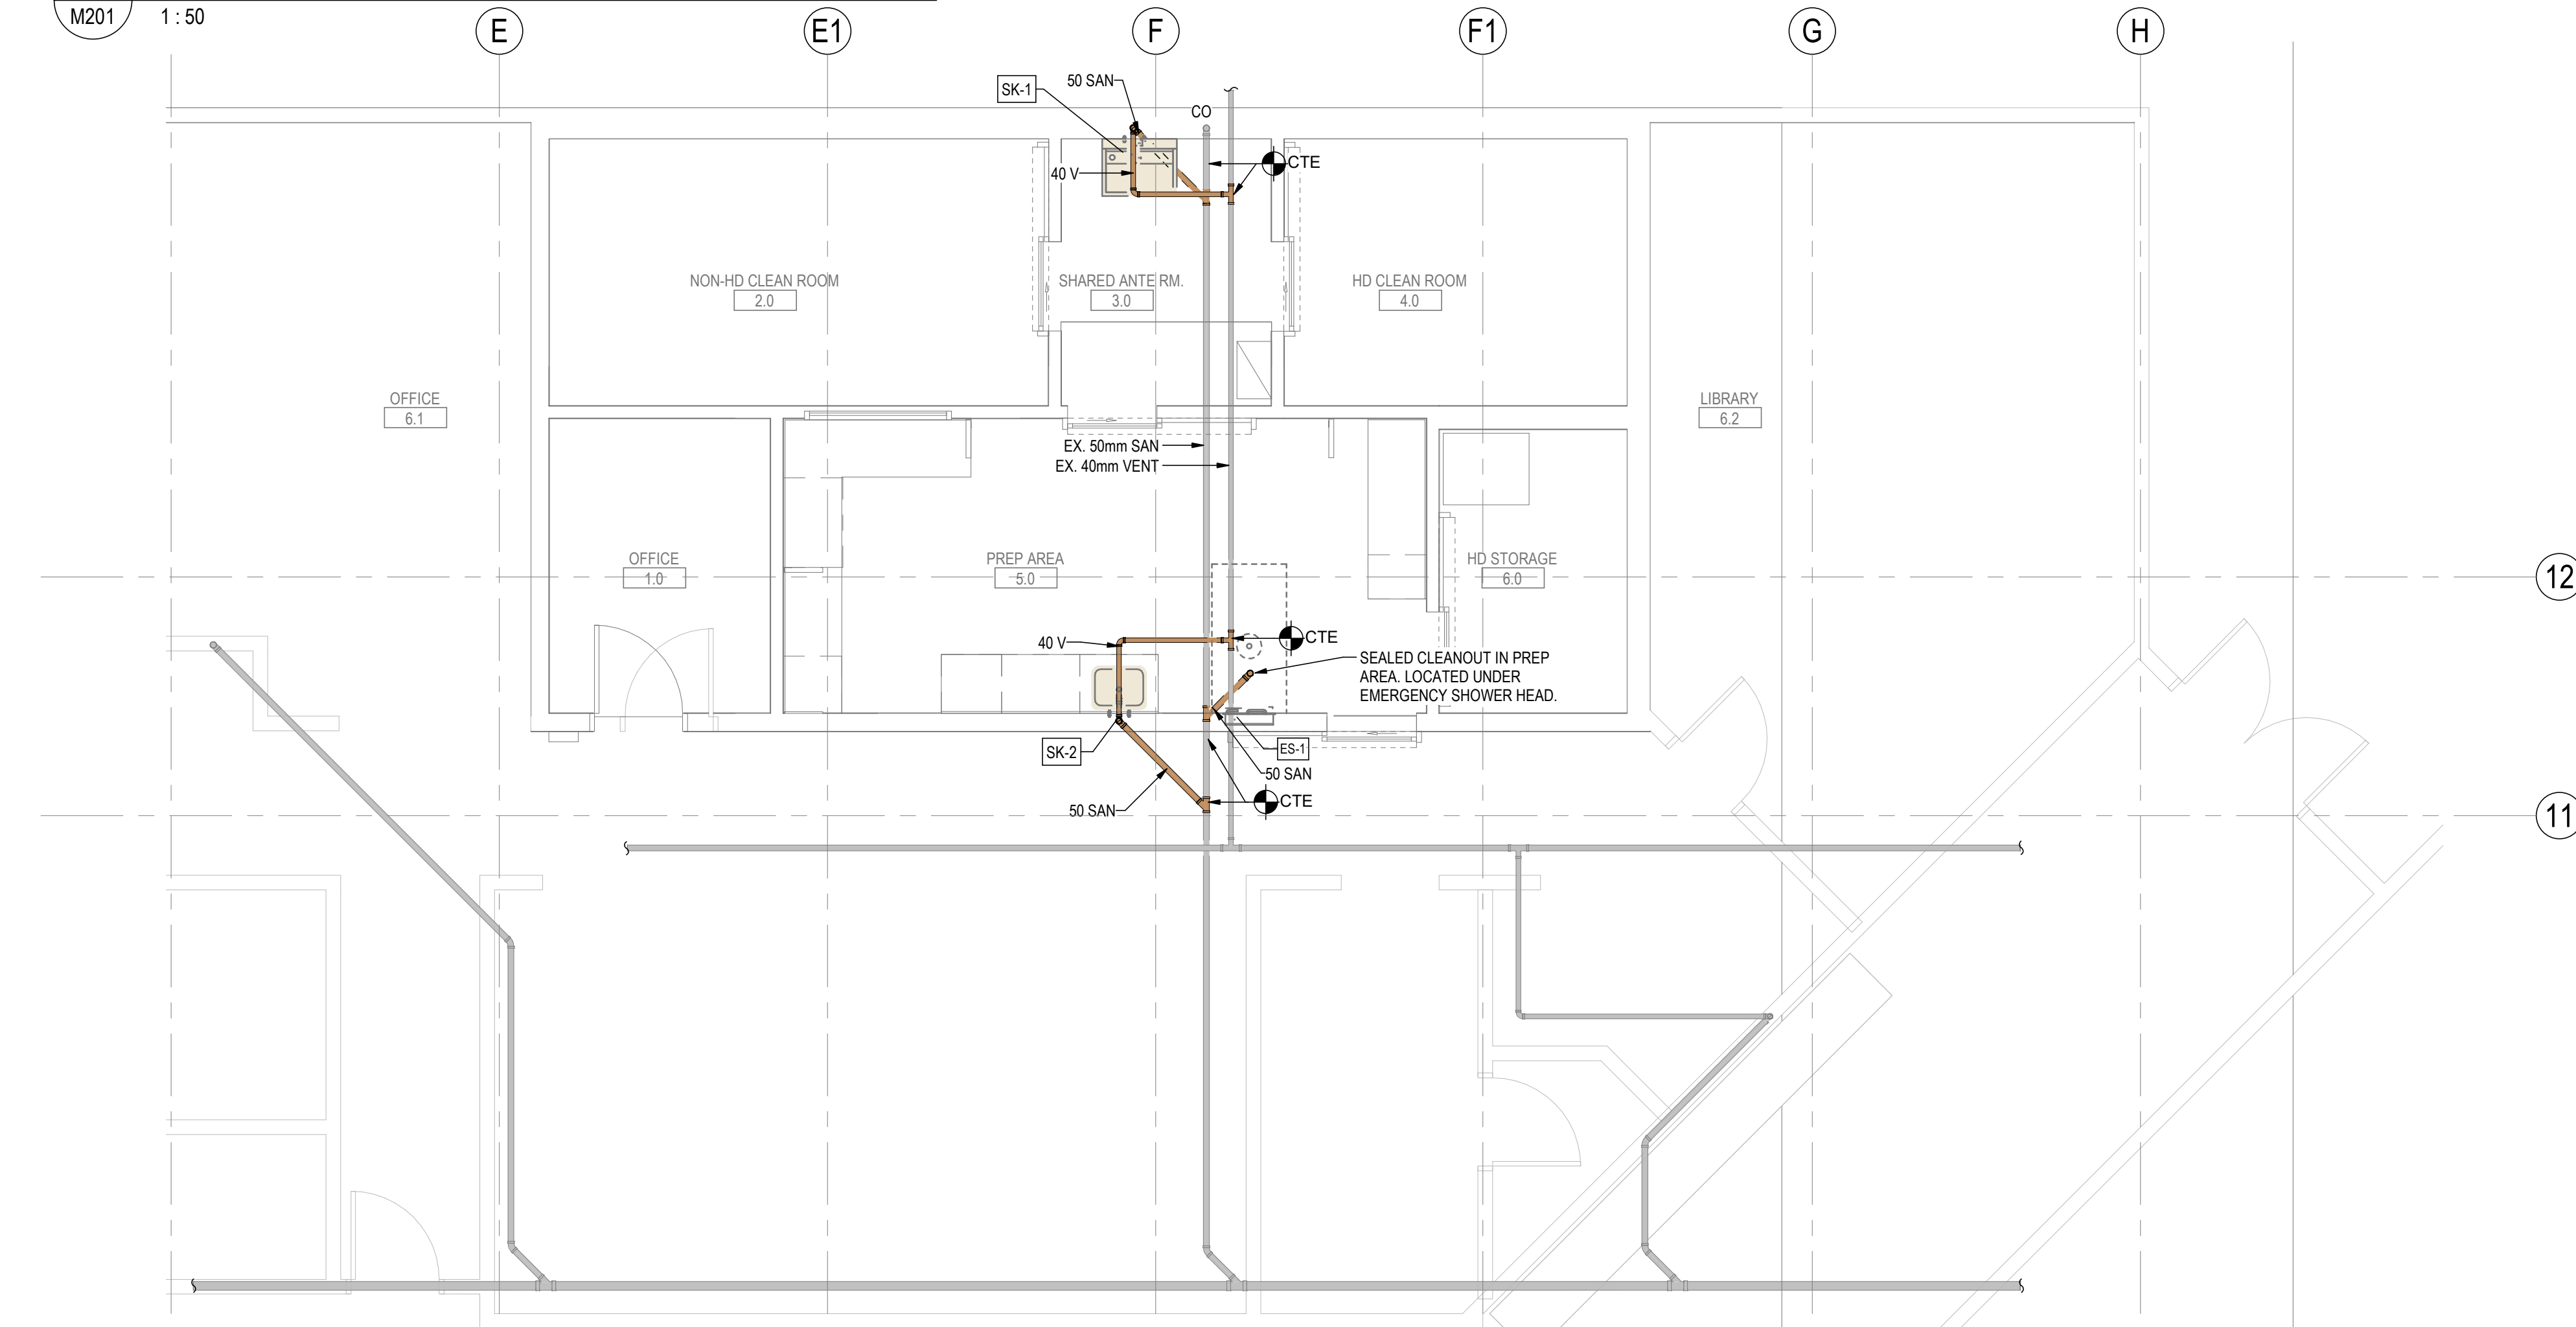 M201
1 : 50
E
E1
F
F1
G
H
SK-1
50 SAN
CO
CTE
40 V
NON-HD CLEAN ROOM
2.0
SHARED ANTE RM.
3.0
HD CLEAN ROOM
4.0
OFFICE
6.1
LIBRARY
6.2
EX. 50mm SAN
EX. 40mm VENT
OFFICE
1.0
PREP AREA
5.0
HD STORAGE
6.0
12
40 V
CTE
SEALED CLEANOUT IN PREP
AREA. LOCATED UNDER
EMERGENCY SHOWER HEAD.
SK-2
ES-1
50 SAN
50 SAN
CTE
11